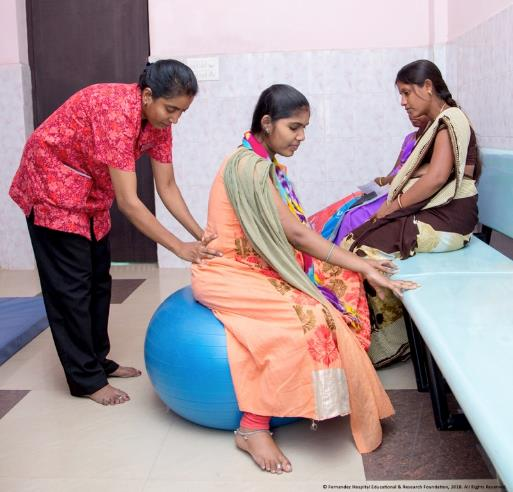 © Fernandez Hospital Educational & Research Foundation, 2018. All Rights Reserved.